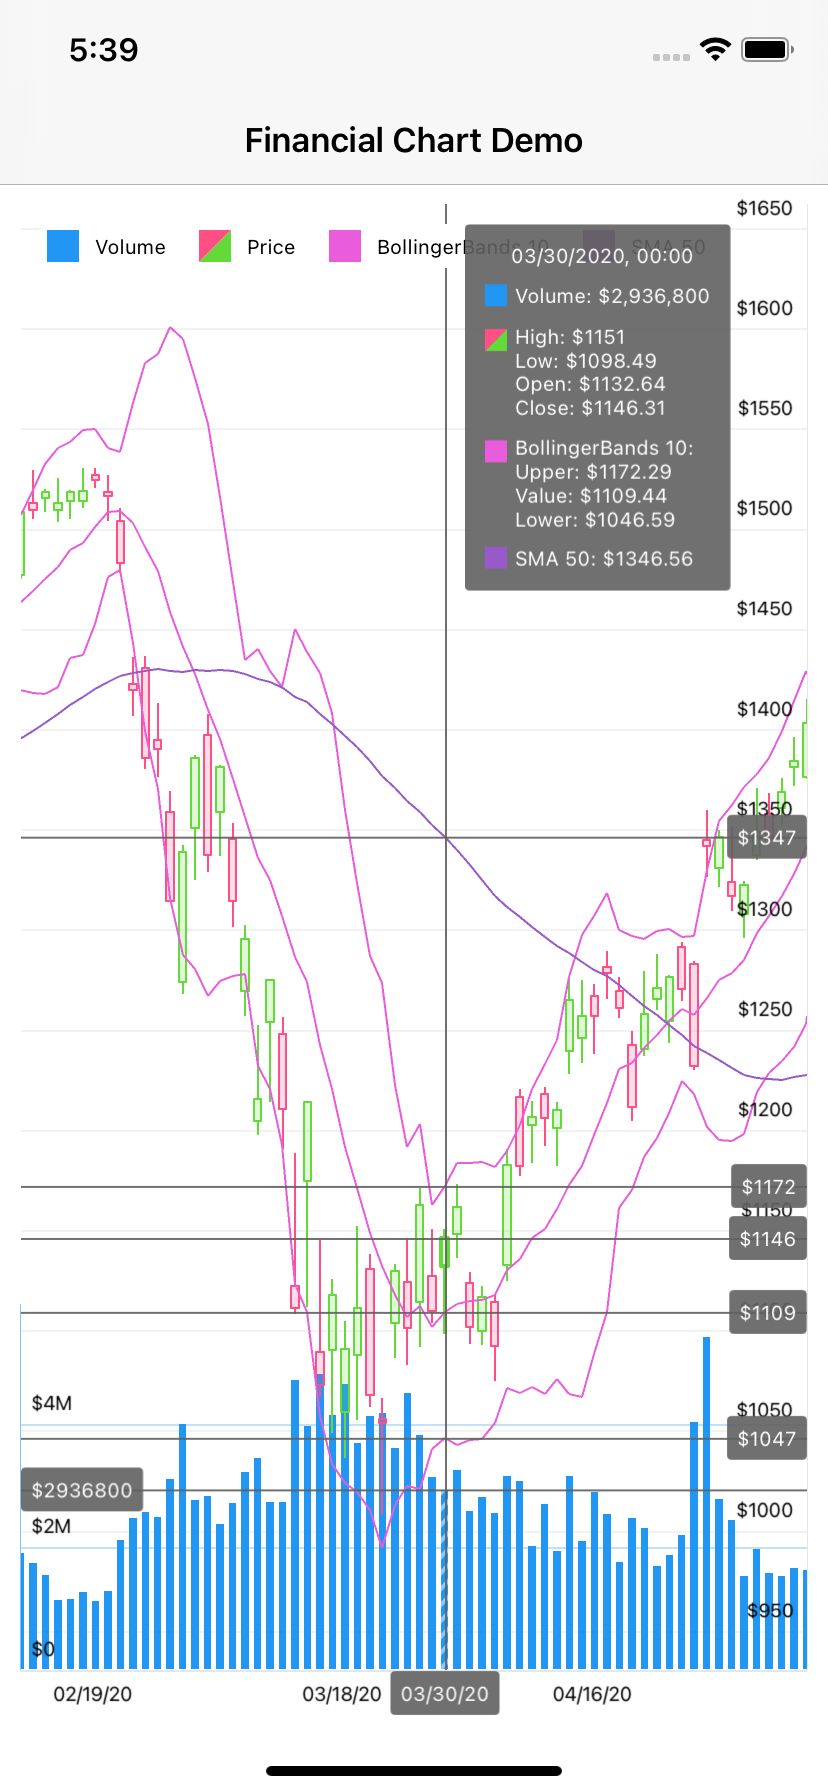 5:39
Financial Chart Demo
Volume Price BollingerBands 10 SMA 50
03/30/2020, 00:00
Volume: $2,936,800
High: $1151
Low: $1098.49
Open: $1132.64
Close: $1146.31
BollingerBands 10:
Upper: $1172.29
Value: $1109.44
Lower: $1046.59
SMA 50: $1346.56
$1650
$1600
$1550
$1500
$1450
$1400
$1350
$1347
$1300
$1250
$1200
$1172
$1150
$1146
$1109
$1050
$1047
$1000
$950
$4M
$2936800
$2M
$0
02/19/20 03/18/20 03/30/20 04/16/20